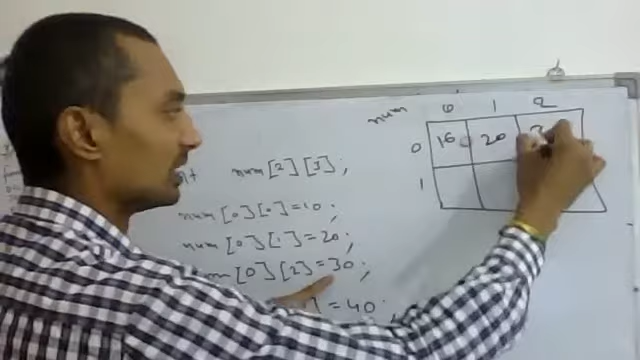 num 0 1 2
0 10 20 3
1
num[2][3];
num[0][0]=10;
num[0][1]=20;
[0][2]=30;
]=40;